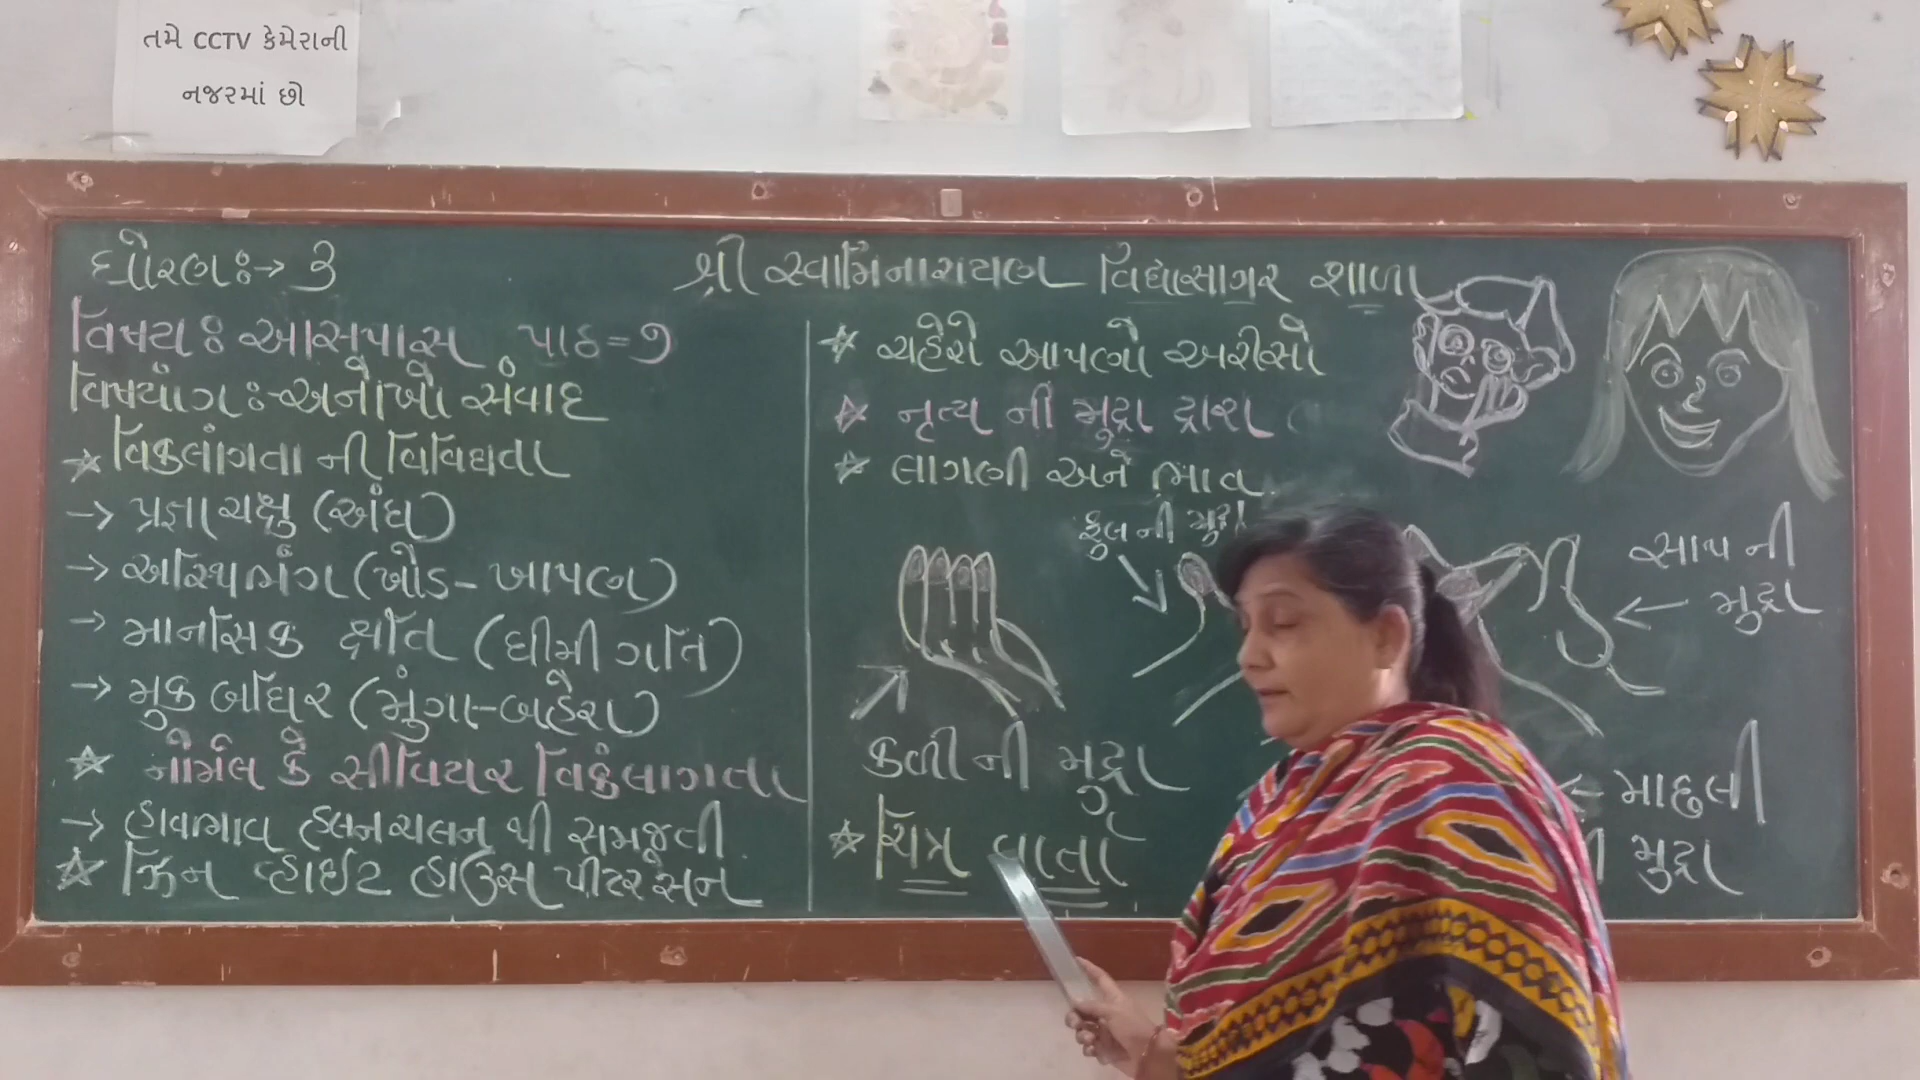 તમે CCTV કેમેરાની
નજરમાં છો
ધોરણઃ→ ૩
શ્રી સ્વામિનારાયણ વિદ્યાસાગર શાળા
વિષયઃ આસપાસ પાઠ=૭
વિષયાંગઃ-અનોખો સંવાદ
☆ વિકલાંગતા ની વિવિધતા
→ પ્રજ્ઞાચક્ષુ (અંધ)
→ અસ્થિભંગ (ખોડ-ખાપણ)
→ માનસિક ક્ષતિ (ધીમી ગતિ)
→ મુક બધિર (મુંગા-બહેરા)
☆ નોર્મલ કે સીવિયર વિકલાગતા
→ હાવભાવ હલનચલન થી સમજૂતી.
☆ ઝિન વ્હાઈટ હાઉસ પીટરસન
☆ ચહેરો આપણો અરીસો
☆ નૃત્ય ની મુદ્રા દ્રારા
☆ લાગણી અને ભાવ
ફુલ ની મુદ્રા
સાપ ની
← મુદ્રા
કળી ની મુદ્રા
← માછલી
ની મુદ્રા
☆ ચિત્ર વાર્તા